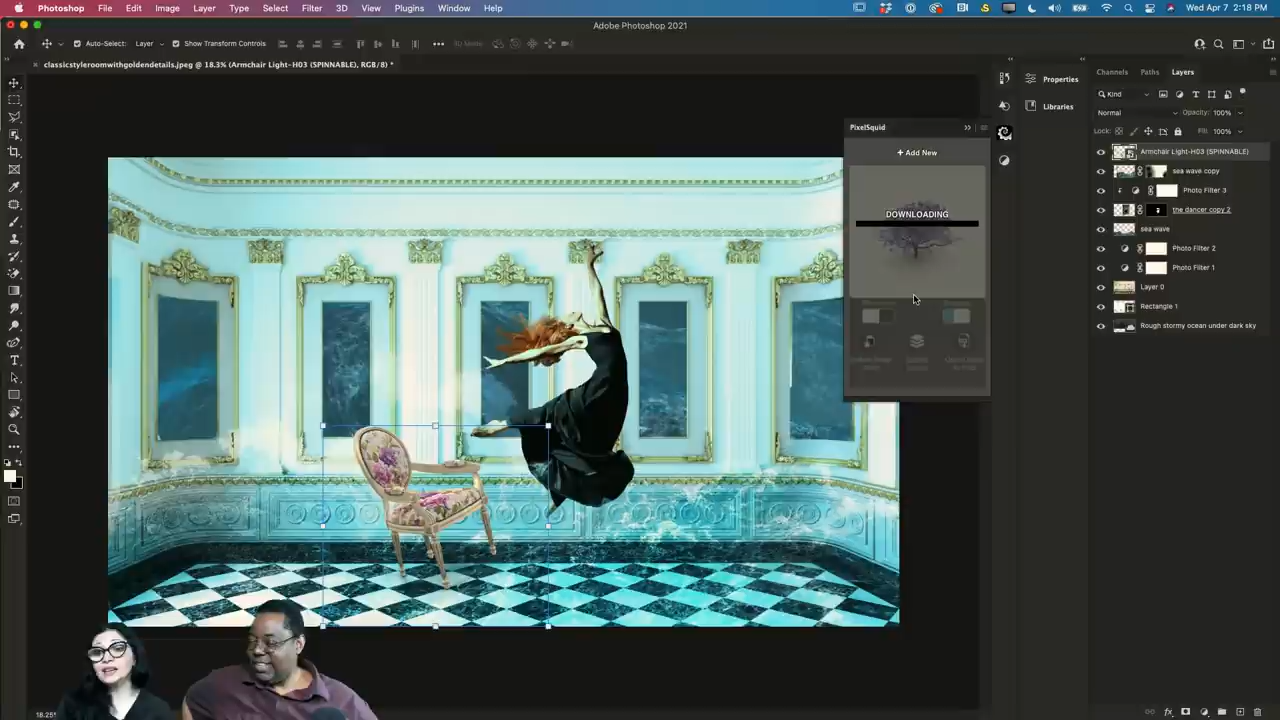 Photoshop File Edit Image Layer Type Select Filter 3D View Plugins Window Help Wed Apr 7 2:18 PM
Adobe Photoshop 2021
Auto-Select: Layer Show Transform Controls 3D Mode:
classicstyleroomwithgoldendetails.jpeg @ 18.3% (Armchair Light-H03 (SPINNABLE), RGB/8) *
Properties
Libraries
Channels Paths Layers
Kind
Normal Opacity: 100%
Lock: Fill: 100%
Armchair Light-H03 (SPINNABLE)
sea wave copy
Photo Filter 3
the dancer copy 2
sea wave
Photo Filter 2
Photo Filter 1
Layer 0
Rectangle 1
Rough stormy ocean under dark sky
PixelSquid
+ Add New
DOWNLOADING
18.25%